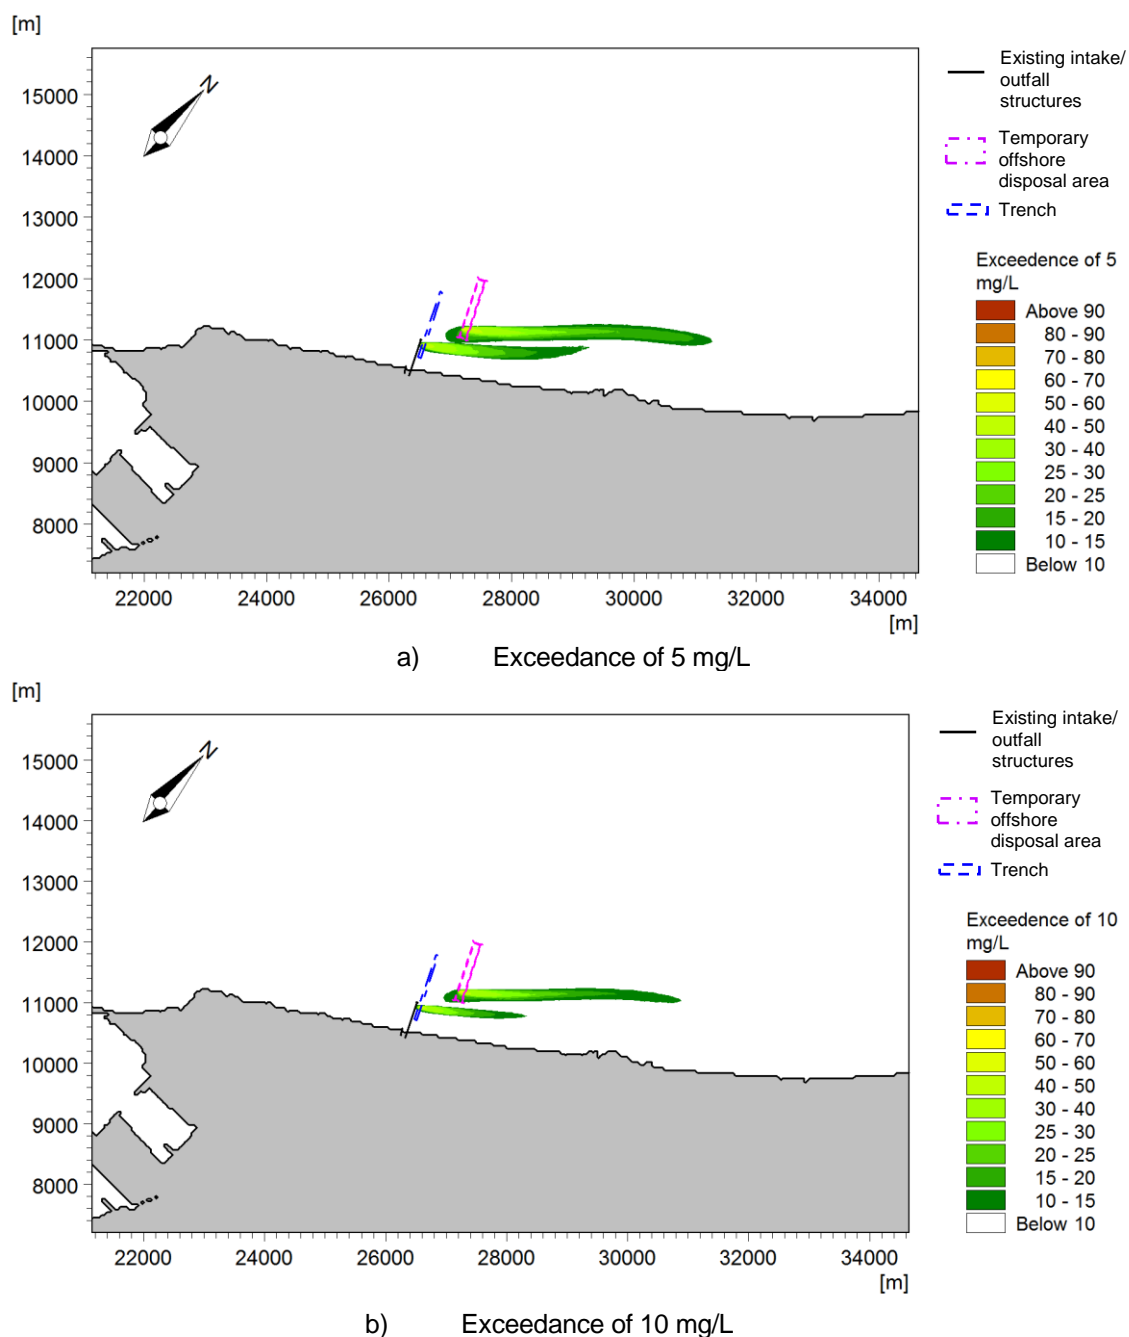 [m]
15000
14000
13000
12000
11000
10000
9000
8000
22000 24000 26000 28000 30000 32000 34000
[m]
N
Existing intake/
outfall
structures
Temporary
offshore
disposal area
Trench
Exceedence of 5
mg/L
Above 90
80 - 90
70 - 80
60 - 70
50 - 60
40 - 50
30 - 40
25 - 30
20 - 25
15 - 20
10 - 15
Below 10
a) Exceedance of 5 mg/L
[m]
15000
14000
13000
12000
11000
10000
9000
8000
22000 24000 26000 28000 30000 32000 34000
[m]
N
Existing intake/
outfall
structures
Temporary
offshore
disposal area
Trench
Exceedence of 10
mg/L
Above 90
80 - 90
70 - 80
60 - 70
50 - 60
40 - 50
30 - 40
25 - 30
20 - 25
15 - 20
10 - 15
Below 10
b) Exceedance of 10 mg/L